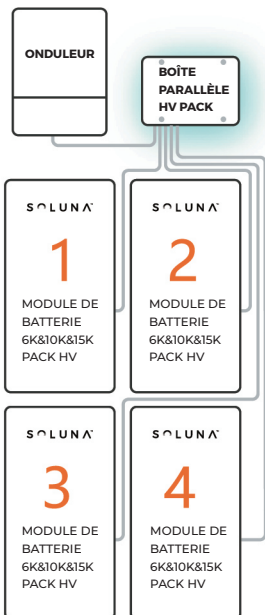 ONDULEUR
BOÎTE
PARALLÈLE
HV PACK
SOLUNA
1
MODULE DE
BATTERIE
6K&10K&15K
PACK HV
SOLUNA
2
MODULE DE
BATTERIE
6K&10K&15K
PACK HV
SOLUNA
3
MODULE DE
BATTERIE
6K&10K&15K
PACK HV
SOLUNA
4
MODULE DE
BATTERIE
6K&10K&15K
PACK HV